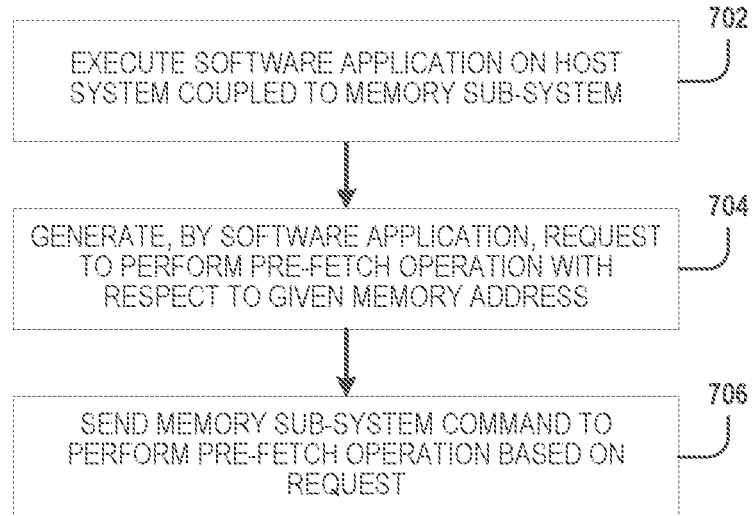 702
EXECUTE SOFTWARE APPLICATION ON HOST
SYSTEM COUPLED TO MEMORY SUB-SYSTEM
704
GENERATE, BY SOFTWARE APPLICATION, REQUEST
TO PERFORM PRE-FETCH OPERATION WITH
RESPECT TO GIVEN MEMORY ADDRESS
706
SEND MEMORY SUB-SYSTEM COMMAND TO
PERFORM PRE-FETCH OPERATION BASED ON
REQUEST